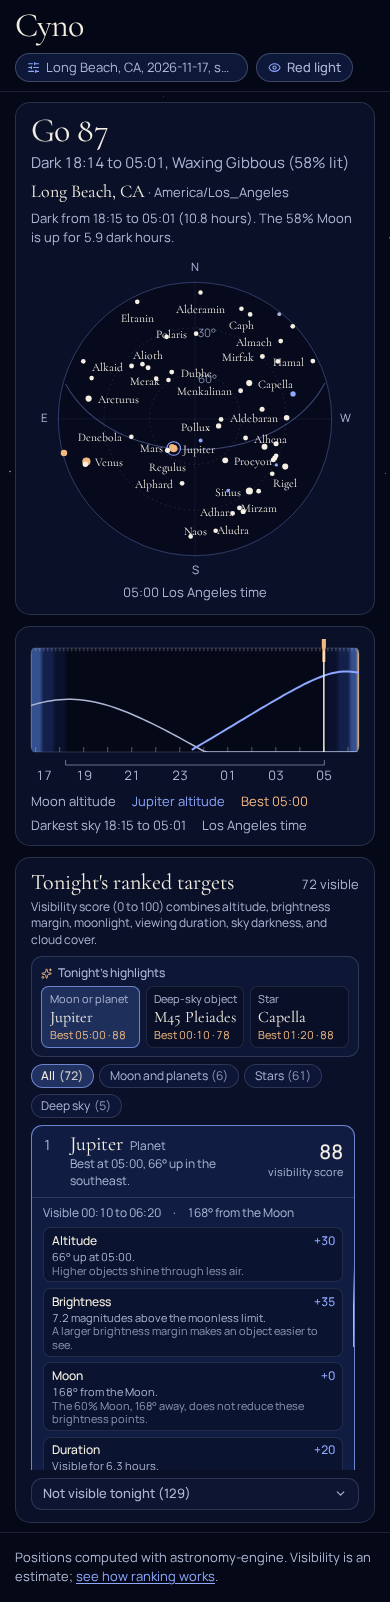 Cyno
Long Beach, CA, 2026-11-17, s...
Red light
Go 87
Dark 18:14 to 05:01, Waxing Gibbous (58% lit)
Long Beach, CA · America/Los_Angeles
Dark from 18:15 to 05:01 (10.8 hours). The 58% Moon
is up for 5.9 dark hours.
N
Eltanin
Alderamin
Caph
Polaris
30°
Almach
Alioth
Mirfak
Hamal
Alkaid
Dubhe
60°
Merak
Menkalinan
Capella
Arcturus
E
W
Pollux
Aldebaran
Denebola
Alhena
Mars
Jupiter
Venus
Regulus
Procyon
Alphard
Sirius
Rigel
Adhara
Mirzam
Naos
Aludra
S
05:00 Los Angeles time
17 19 21 23 01 03 05
Moon altitude Jupiter altitude Best 05:00
Darkest sky 18:15 to 05:01 Los Angeles time
Tonight's ranked targets
72 visible
Visibility score (0 to 100) combines altitude, brightness
margin, moonlight, viewing duration, sky darkness, and
cloud cover.
Tonight's highlights
Moon or planet
Jupiter
Best 05:00 · 88
Deep-sky object
M45 Pleiades
Best 00:10 · 78
Star
Capella
Best 01:20 · 88
All (72)
Moon and planets (6)
Stars (61)
Deep sky (5)
1
Jupiter Planet
Best at 05:00, 66° up in the
southeast.
88
visibility score
Visible 00:10 to 06:20 · 168° from the Moon
Altitude +30
66° up at 05:00.
Higher objects shine through less air.
Brightness +35
7.2 magnitudes above the moonless limit.
A larger brightness margin makes an object easier to
see.
Moon +0
168° from the Moon.
The 60% Moon, 168° away, does not reduce these
brightness points.
Duration +20
Visible for 6.3 hours.
Not visible tonight (129)
Positions computed with astronomy-engine. Visibility is an
estimate; see how ranking works.